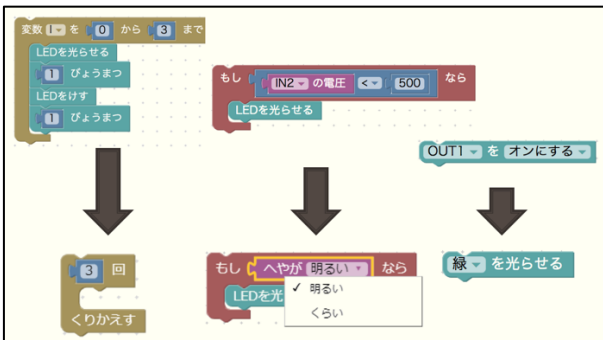 変数 I を 0 から 3 まで
LEDを光らせる
1 びょうまつ
LEDをけす
1 びょうまつ
もし IN2 の電圧 < 500 なら
LEDを光らせる
OUT1 を オンにする
3 回
くりかえす
もし へやが 明るい なら
LEDを光
✓ 明るい
くらい
緑 を光らせる